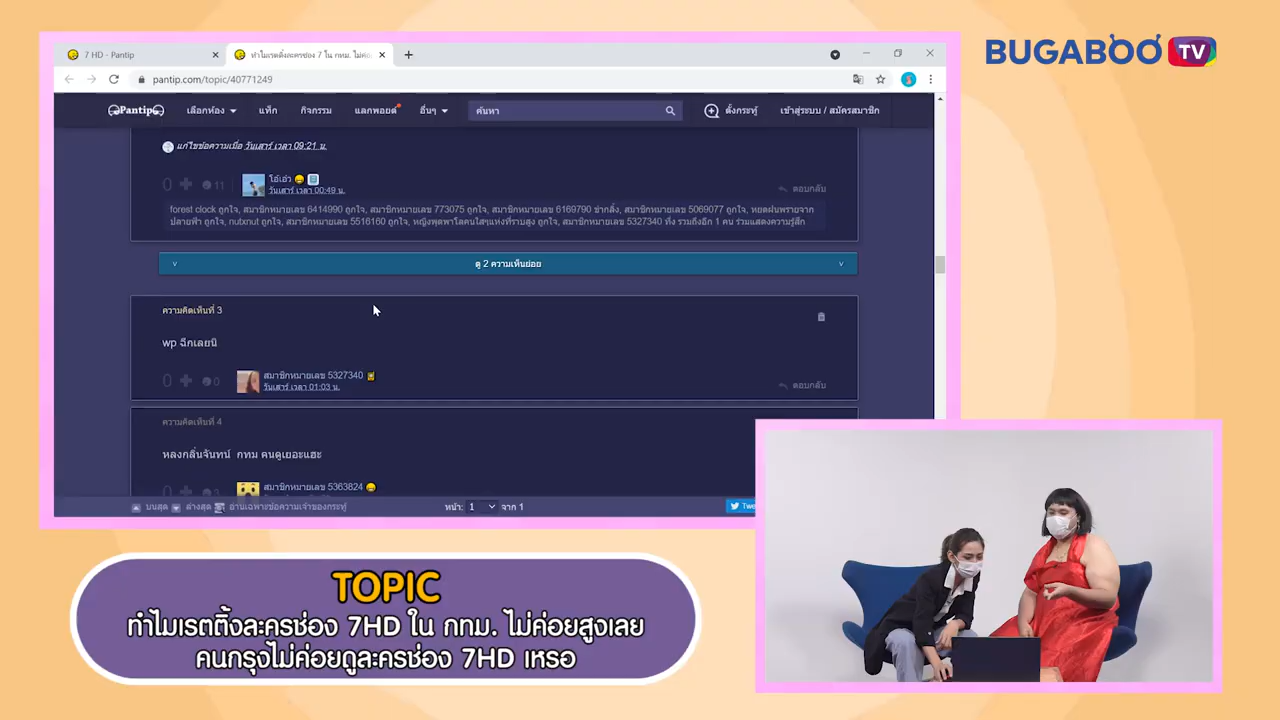 BUGABOO TV
7 HD - Pantip
ทำไมเรตติ้งละครช่อง 7 ใน กทม. ไม่ค่อ
pantip.com/topic/40771249
Pantip
เลือกห้อง
แท็ก
กิจกรรม
แลกพอยต์
อื่นๆ
ค้นหา
ตั้งกระทู้
เข้าสู่ระบบ / สมัครสมาชิก
แก้ไขข้อความเมื่อ วันเสาร์ เวลา 09:21 น.
0
11
โอ๋เอ๋ว
วันเสาร์ เวลา 00:49 น.
ตอบกลับ
forest clock ถูกใจ, สมาชิกหมายเลข 6414990 ถูกใจ, สมาชิกหมายเลข 773075 ถูกใจ, สมาชิกหมายเลข 6169790 ขำกลิ้ง, สมาชิกหมายเลข 5069077 ถูกใจ, หยดฝนพรายจาก
ปลายฟ้า ถูกใจ, nutxnut ถูกใจ, สมาชิกหมายเลข 5518160 ถูกใจ, หญิงพุดพาโลคนใสๆแห่งที่ราบสูง ถูกใจ, สมาชิกหมายเลข 5327340 ทึ่ง รวมถึงอีก 1 คน ร่วมแสดงความรู้สึก
ดู 2 ความเห็นย่อย
ความคิดเห็นที่ 3
wp ฉีกเลยนิ
0
0
สมาชิกหมายเลข 5327340
วันเสาร์ เวลา 01:03 น.
ตอบกลับ
ความคิดเห็นที่ 4
หลงกลิ่นจันทน์ กทม คนดูเยอะแฮะ
0
3
สมาชิกหมายเลข 5363824
บนสุด
ล่างสุด
อ่านเฉพาะข้อความเจ้าของกระทู้
หน้า: 1 จาก 1
Twe
TOPIC
ทำไมเรตติ้งละครช่อง 7HD ใน กทม. ไม่ค่อยสูงเลย
คนกรุงไม่ค่อยดูละครช่อง 7HD เหรอ